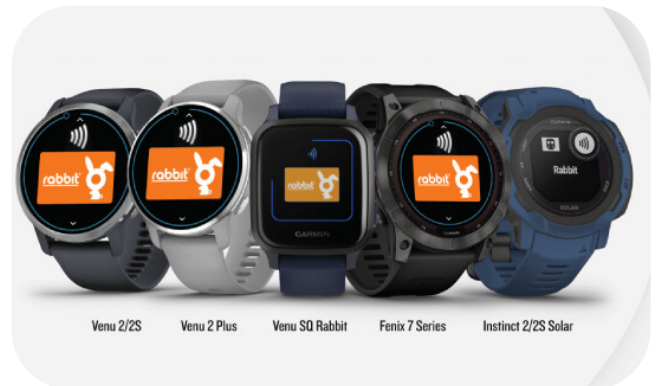 rabbit
rabbit
rabbit
GARMIN
rabbit
GARMIN
Rabbit
SOLAR
Venu 2/2S
Venu 2 Plus
Venu SQ Rabbit
Fenix 7 Series
Instinct 2/2S Solar